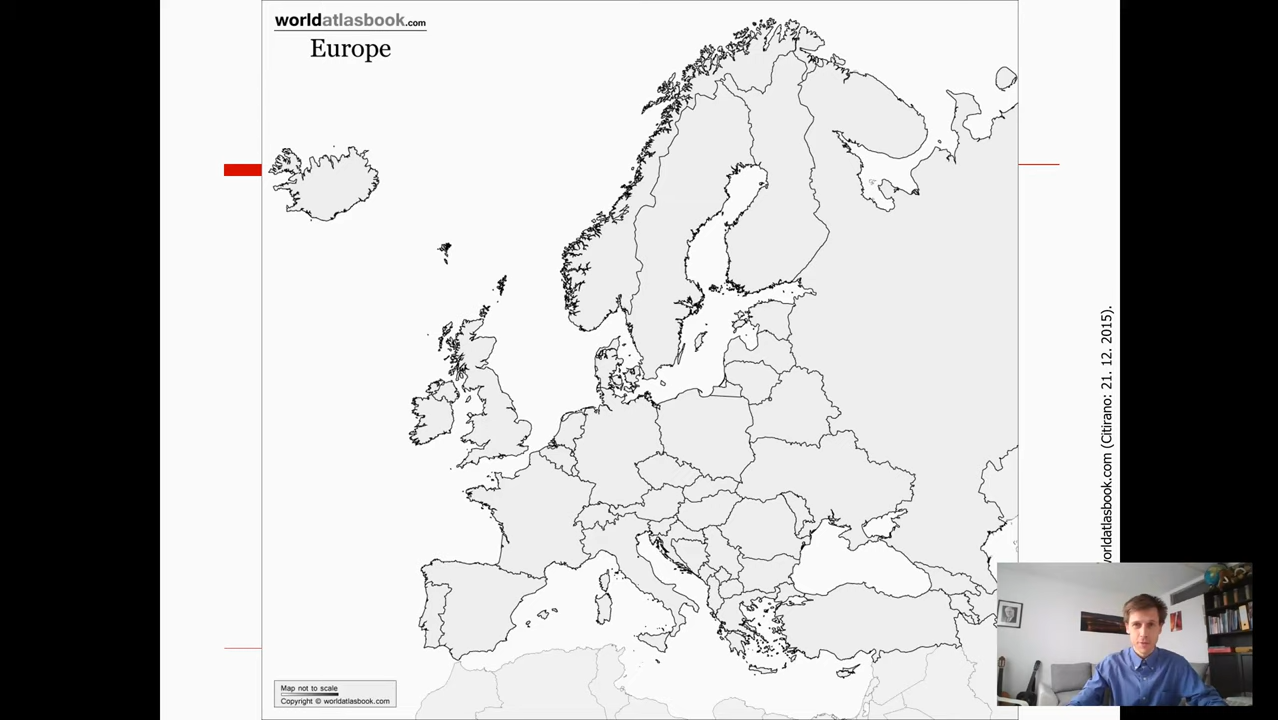 worldatlasbook.com
Europe
orldatlasbook.com (Citirano: 21. 12. 2015).
Map not to scale
Copyright © worldatlasbook.com